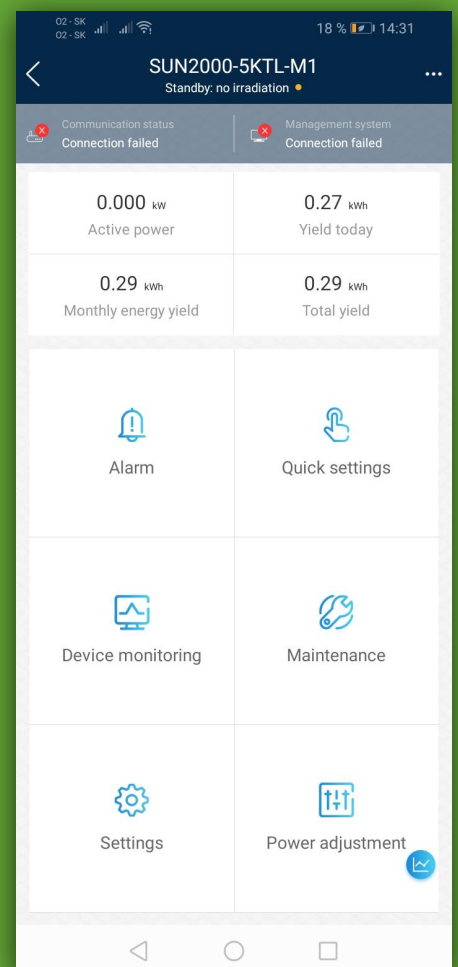 O2 - SK
O2 - SK
18 % 14:31
SUN2000-5KTL-M1
Standby: no irradiation
Communication status
Connection failed
Management system
Connection failed
0.000 kW
Active power
0.27 kWh
Yield today
0.29 kWh
Monthly energy yield
0.29 kWh
Total yield
Alarm
Quick settings
Device monitoring
Maintenance
Settings
Power adjustment